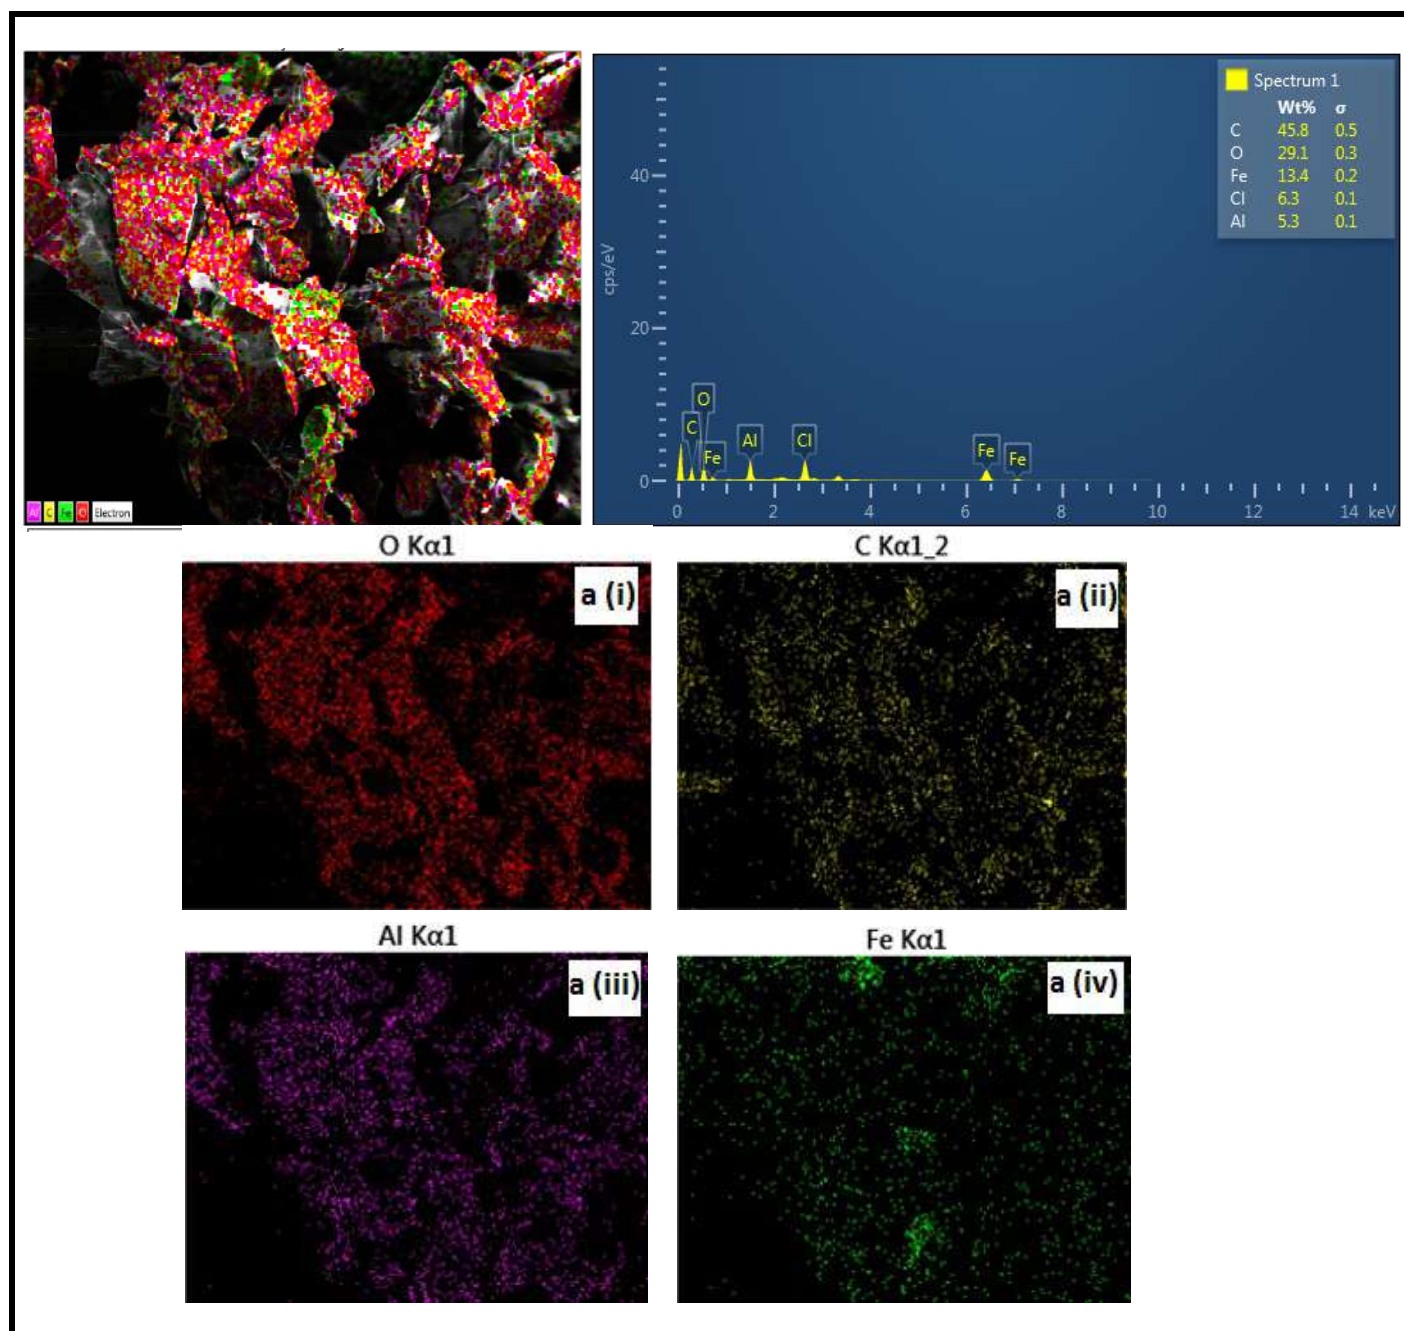 Spectrum 1
Wt% σ
C 45.8 0.5
O 29.1 0.3
Fe 13.4 0.2
Cl 6.3 0.1
Al 5.3 0.1
40
20
0
cps/eV
C
O
Fe
Al
Cl
Fe
Fe
0 2 4 6 8 10 12 14 keV
Al C Fe O Electron
O Kα1
a (i)
C Kα1_2
a (ii)
Al Kα1
a (iii)
Fe Kα1
a (iv)